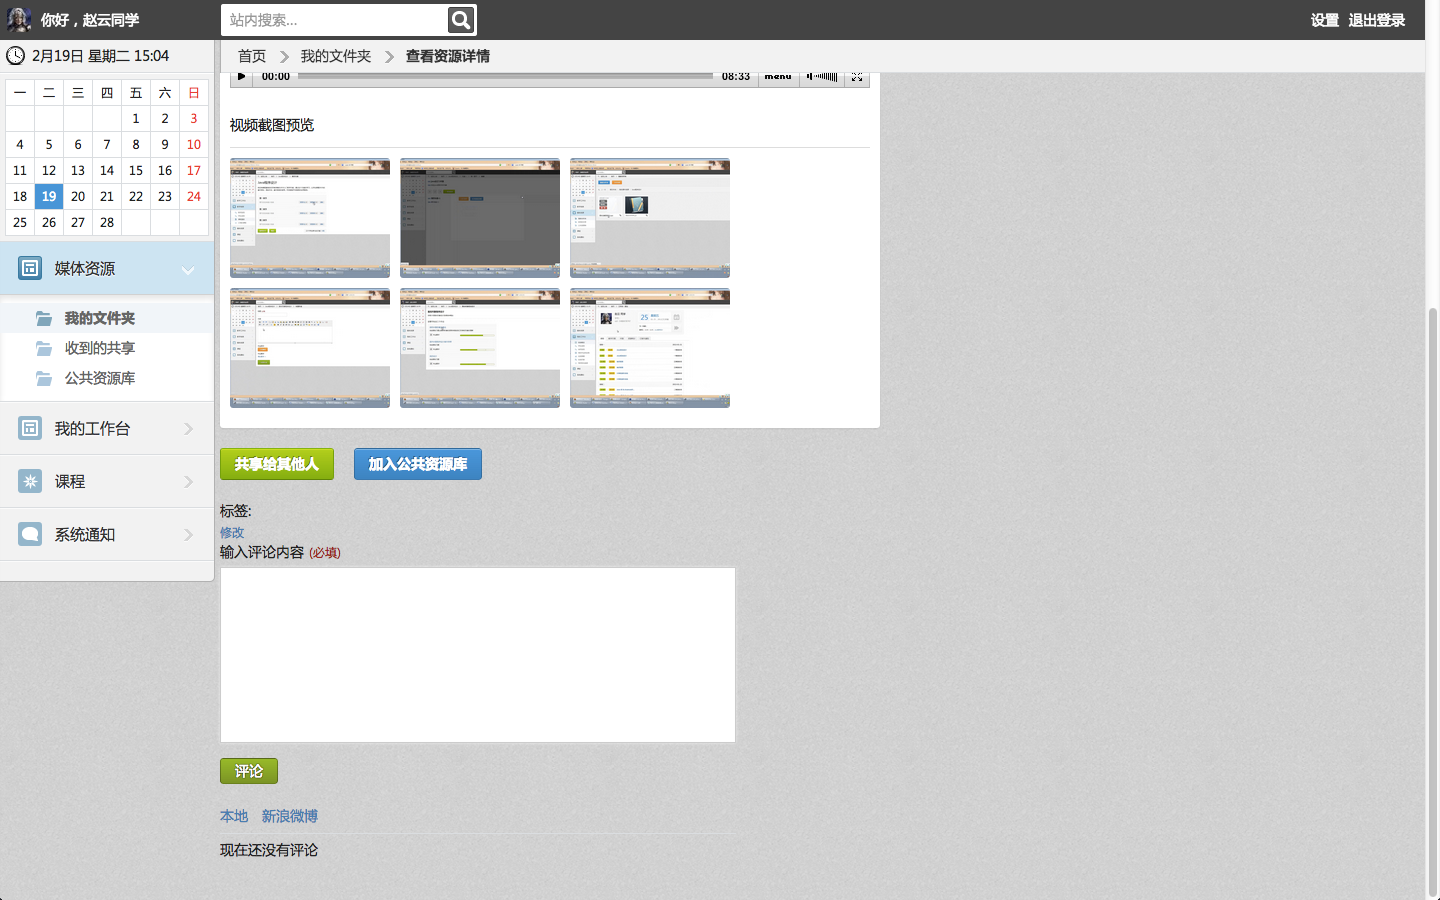 你好，赵云同学
站内搜索...
设置 退出登录
2月19日 星期二 15:04
首页 我的文件夹 查看资源详情
00:00 08:33 menu
一 二 三 四 五 六 日
1 2 3
4 5 6 7 8 9 10
11 12 13 14 15 16 17
18 19 20 21 22 23 24
25 26 27 28
媒体资源
我的文件夹
收到的共享
公共资源库
我的工作台
课程
系统通知
视频截图预览
共享给其他人 加入公共资源库
标签:
修改
输入评论内容 (必填)
评论
本地 新浪微博
现在还没有评论